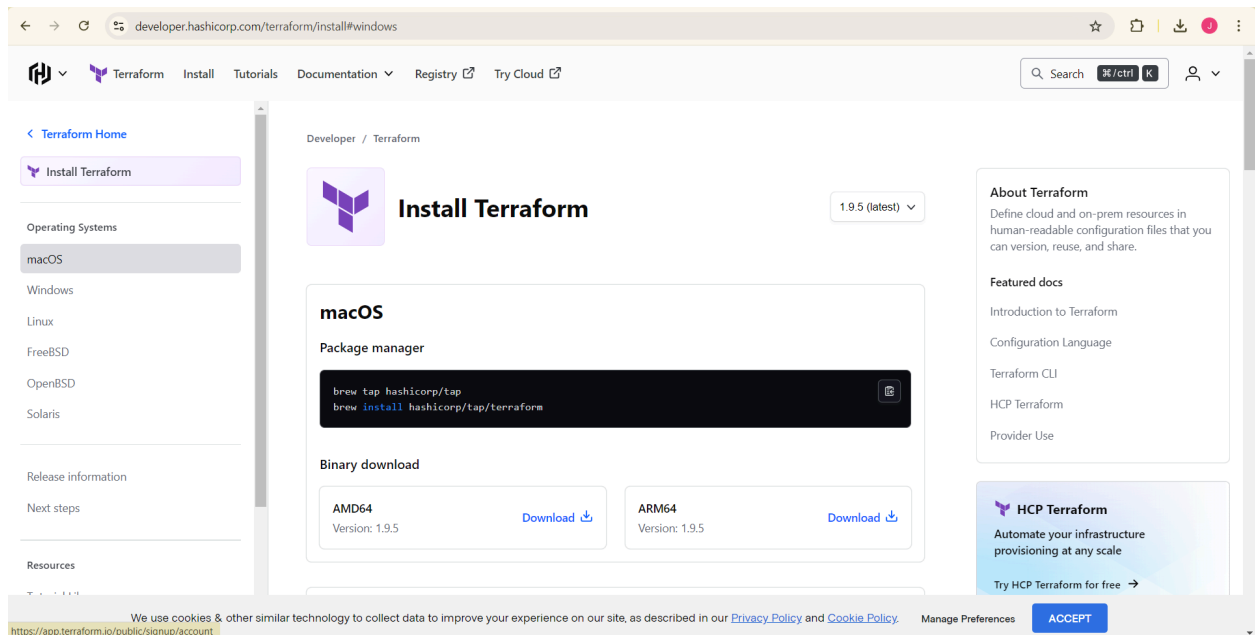 developer.hashicorp.com/terraform/install#windows
J
Terraform Install Tutorials Documentation Registry Try Cloud
Search ⌘/ctrl K
Terraform Home
Install Terraform
Operating Systems
macOS
Windows
Linux
FreeBSD
OpenBSD
Solaris
Release information
Next steps
Resources
Developer / Terraform
Install Terraform
1.9.5 (latest)
macOS
Package manager
brew tap hashicorp/tap
brew install hashicorp/tap/terraform
Binary download
AMD64
Version: 1.9.5
Download
ARM64
Version: 1.9.5
Download
About Terraform
Define cloud and on-prem resources in
human-readable configuration files that you
can version, reuse, and share.
Featured docs
Introduction to Terraform
Configuration Language
Terraform CLI
HCP Terraform
Provider Use
HCP Terraform
Automate your infrastructure
provisioning at any scale
Try HCP Terraform for free →
We use cookies & other similar technology to collect data to improve your experience on our site, as described in our Privacy Policy and Cookie Policy.
Manage Preferences
ACCEPT
https://app.terraform.io/public/signup/account